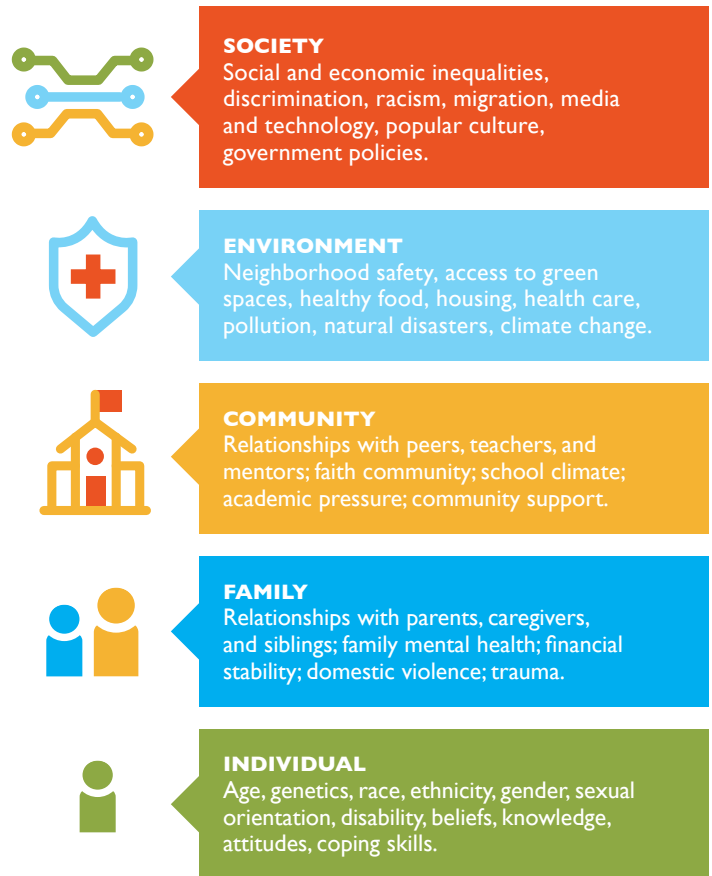 SOCIETY
Social and economic inequalities,
discrimination, racism, migration, media
and technology, popular culture,
government policies.
ENVIRONMENT
Neighborhood safety, access to green
spaces, healthy food, housing, health care,
pollution, natural disasters, climate change.
COMMUNITY
Relationships with peers, teachers, and
mentors; faith community; school climate;
academic pressure; community support.
FAMILY
Relationships with parents, caregivers,
and siblings; family mental health; financial
stability; domestic violence; trauma.
INDIVIDUAL
Age, genetics, race, ethnicity, gender, sexual
orientation, disability, beliefs, knowledge,
attitudes, coping skills.